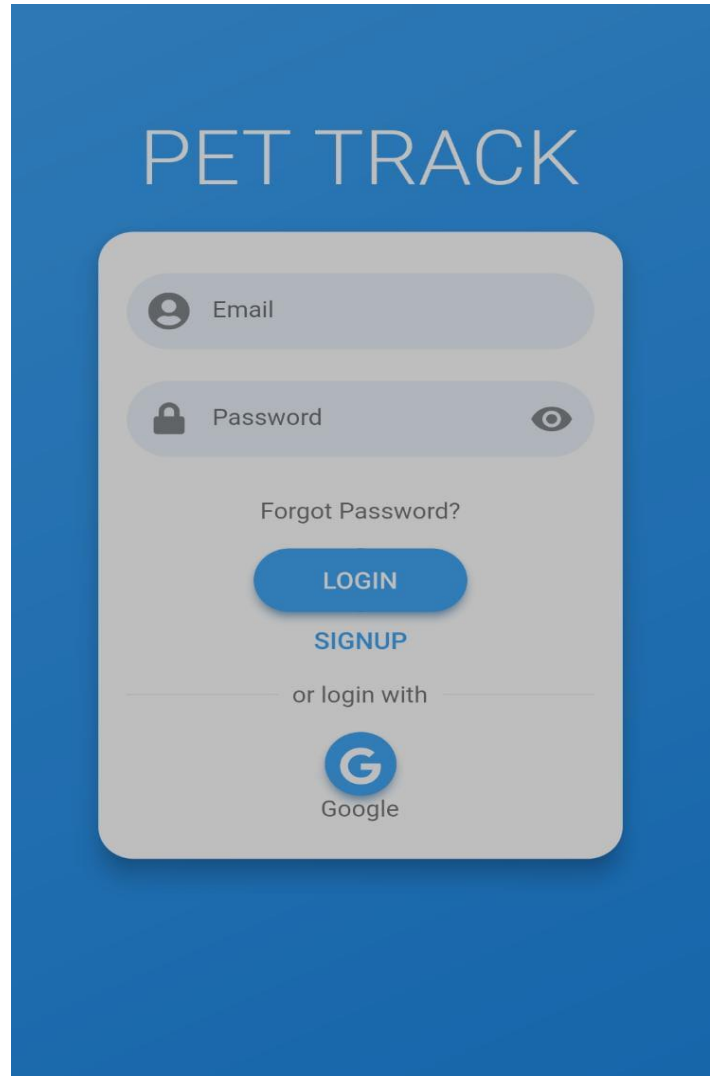 PET TRACK
Email
Password
Forgot Password?
LOGIN
SIGNUP
or login with
G
Google